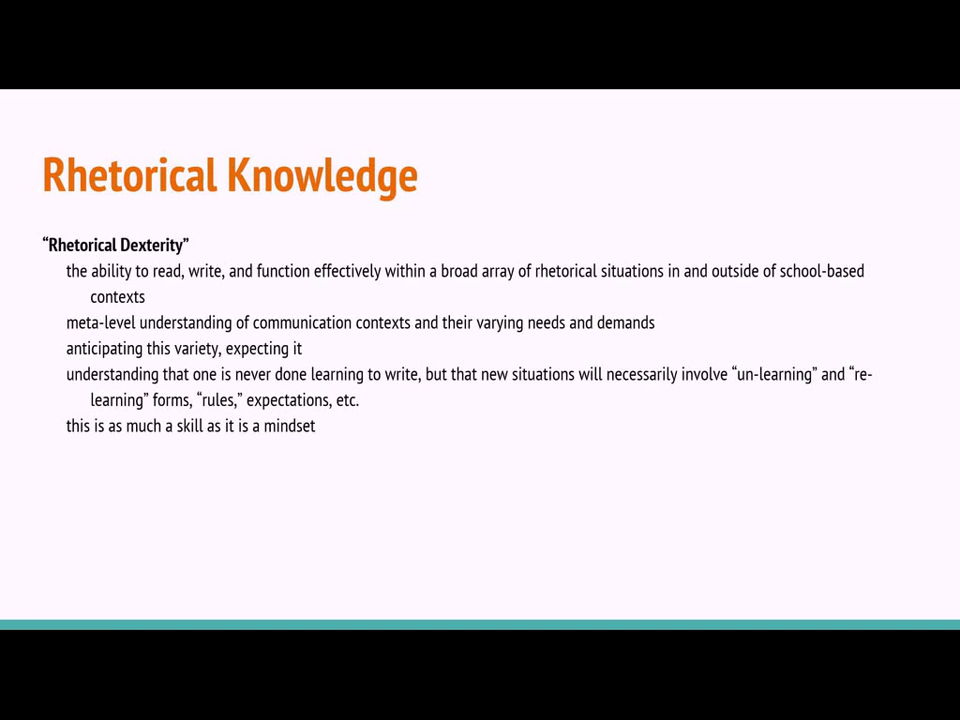 Rhetorical Knowledge
“Rhetorical Dexterity”
the ability to read, write, and function effectively within a broad array of rhetorical situations in and outside of school-based
contexts
meta-level understanding of communication contexts and their varying needs and demands
anticipating this variety, expecting it
understanding that one is never done learning to write, but that new situations will necessarily involve “un-learning” and “re-
learning” forms, “rules,” expectations, etc.
this is as much a skill as it is a mindset